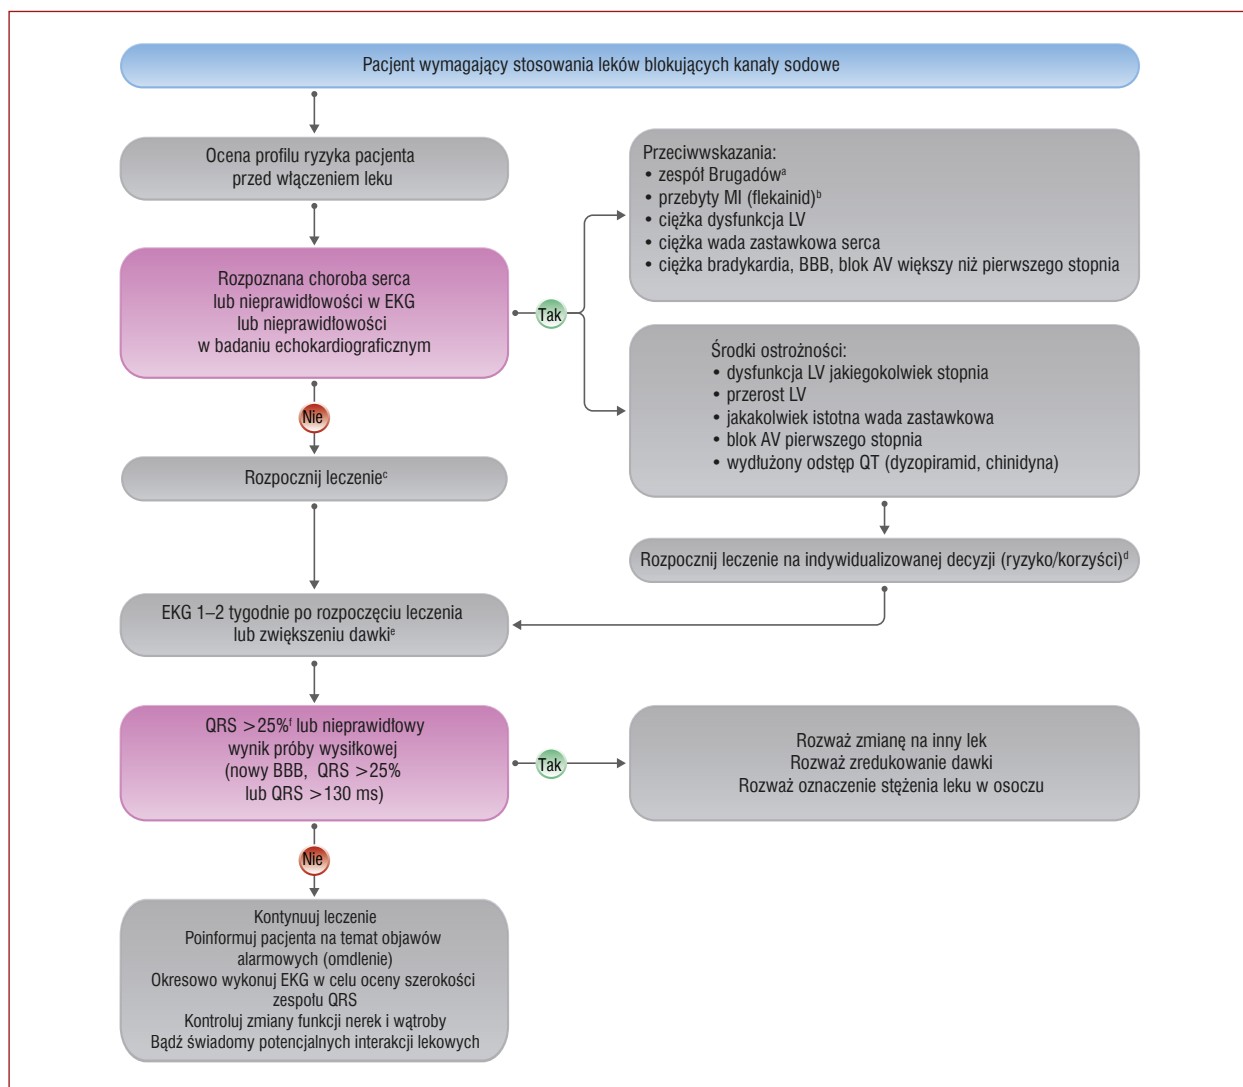 Pacjent wymagający stosowania leków blokujących kanały sodowe
Ocena profilu ryzyka pacjenta
przed włączeniem leku
Rozpoznana choroba serca
lub nieprawidłowości w EKG
lub nieprawidłowości
w badaniu echokardiograficznym
Tak
Przeciwwskazania:
• zespół Brugadówᵃ
• przebyty MI (flekainid)ᵇ
• ciężka dysfunkcja LV
• ciężka wada zastawkowa serca
• ciężka bradykardia, BBB, blok AV większy niż pierwszego stopnia
Środki ostrożności:
• dysfunkcja LV jakiegokolwiek stopnia
• przerost LV
• jakakolwiek istotna wada zastawkowa
• blok AV pierwszego stopnia
• wydłużony odstęp QT (dyzopiramid, chinidyna)
Nie
Rozpocznij leczenieᶜ
Rozpocznij leczenie na indywidualizowanej decyzji (ryzyko/korzyści)ᵈ
EKG 1–2 tygodnie po rozpoczęciu leczenia
lub zwiększeniu dawkiᵉ
QRS >25%ᶠ lub nieprawidłowy
wynik próby wysiłkowej
(nowy BBB, QRS >25%
lub QRS >130 ms)
Tak
Rozważ zmianę na inny lek
Rozważ zredukowanie dawki
Rozważ oznaczenie stężenia leku w osoczu
Nie
Kontynuuj leczenie
Poinformuj pacjenta na temat objawów
alarmowych (omdlenie)
Okresowo wykonuj EKG w celu oceny szerokości
zespołu QRS
Kontroluj zmiany funkcji nerek i wątroby
Bądź świadomy potencjalnych interakcji lekowych